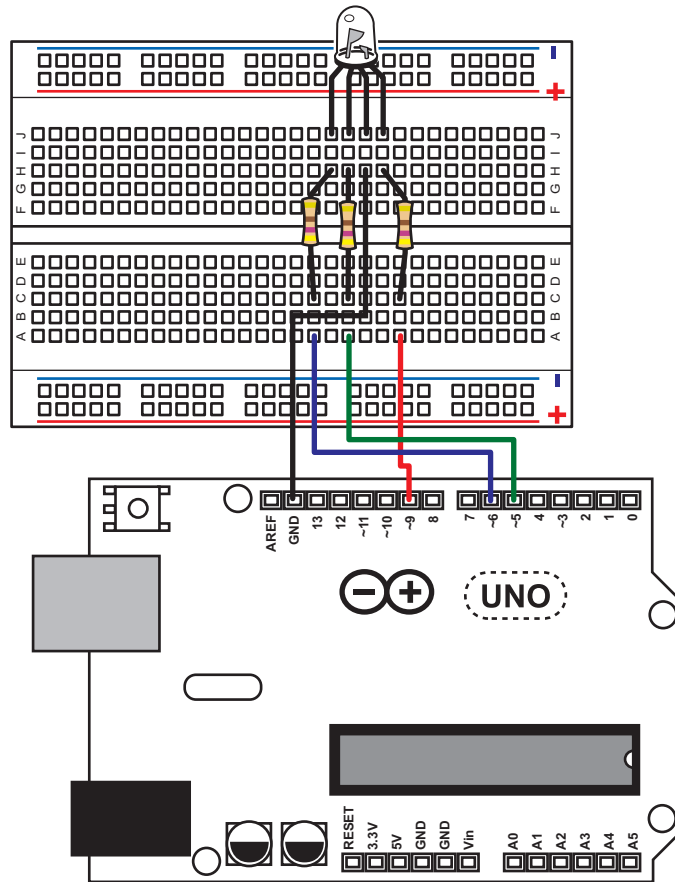 -
+
J
I
H
G
F
E
D
C
B
A
-
+
AREF
GND
13
12
~11
~10
~9
8
7
~6
~5
4
~3
2
1
0
UNO
RESET
3.3V
5V
GND
GND
Vin
A0
A1
A2
A3
A4
A5
J
I
H
G
F
E
D
C
B
A